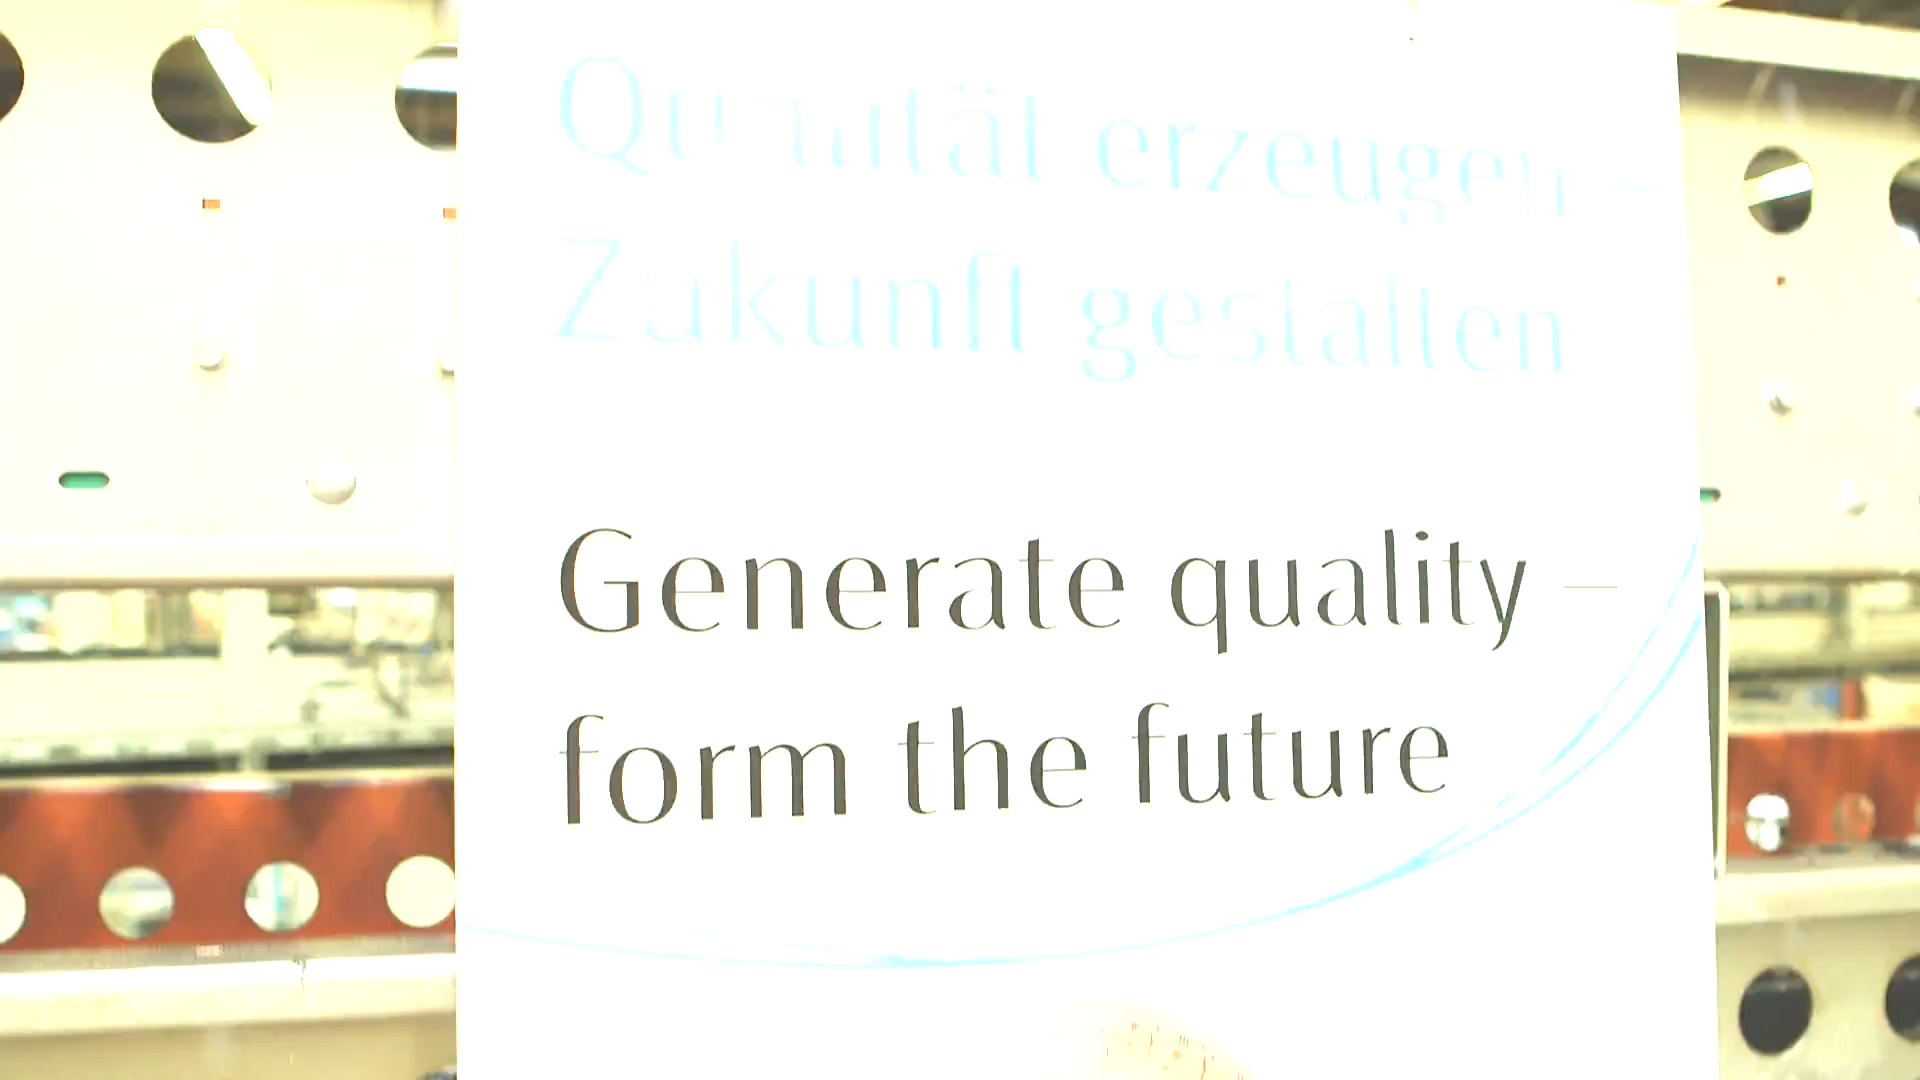 Qualität erzeugen –
Zukunft gestalten
Generate quality –
form the future